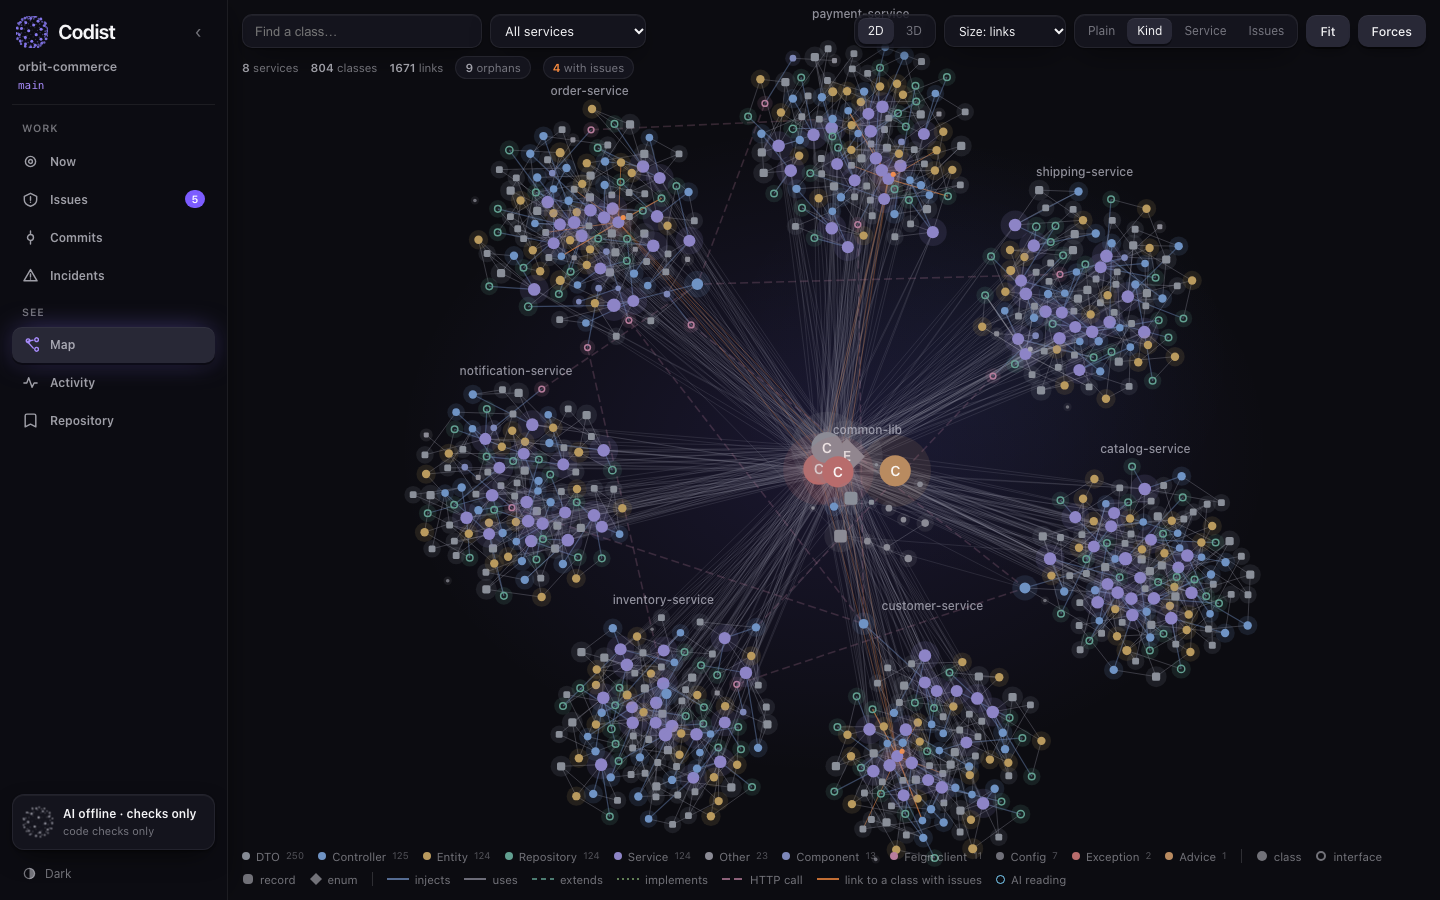 Codist
orbit-commerce
main
WORK
Now
Issues 5
Commits
Incidents
SEE
Map
Activity
Repository
AI offline · checks only
code checks only
Dark
Find a class…
All services
2D 3D
Size: links
Plain Kind Service Issues
Fit
Forces
8 services 804 classes 1671 links 9 orphans 4 with issues
payment-service
order-service
shipping-service
notification-service
common-lib
C
E
C
C
C
catalog-service
inventory-service
customer-service
DTO 250 Controller 125 Entity 124 Repository 124 Service 124 Other 23 Component 13 Feign client 11 Config 7 Exception 2 Advice 1 class interface
record enum injects uses extends implements HTTP call link to a class with issues AI reading